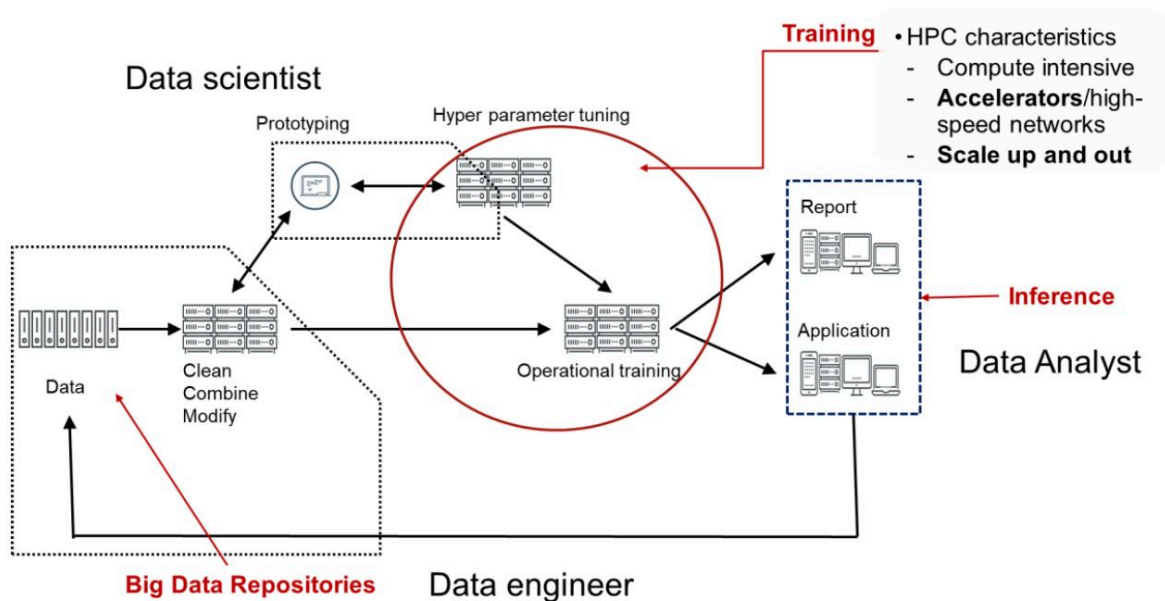 Training
• HPC characteristics
- Compute intensive
- Accelerators/high-
speed networks
- Scale up and out
Data scientist
Prototyping
Hyper parameter tuning
Report
Inference
Application
Data Analyst
Data
Clean
Combine
Modify
Operational training
Big Data Repositories
Data engineer